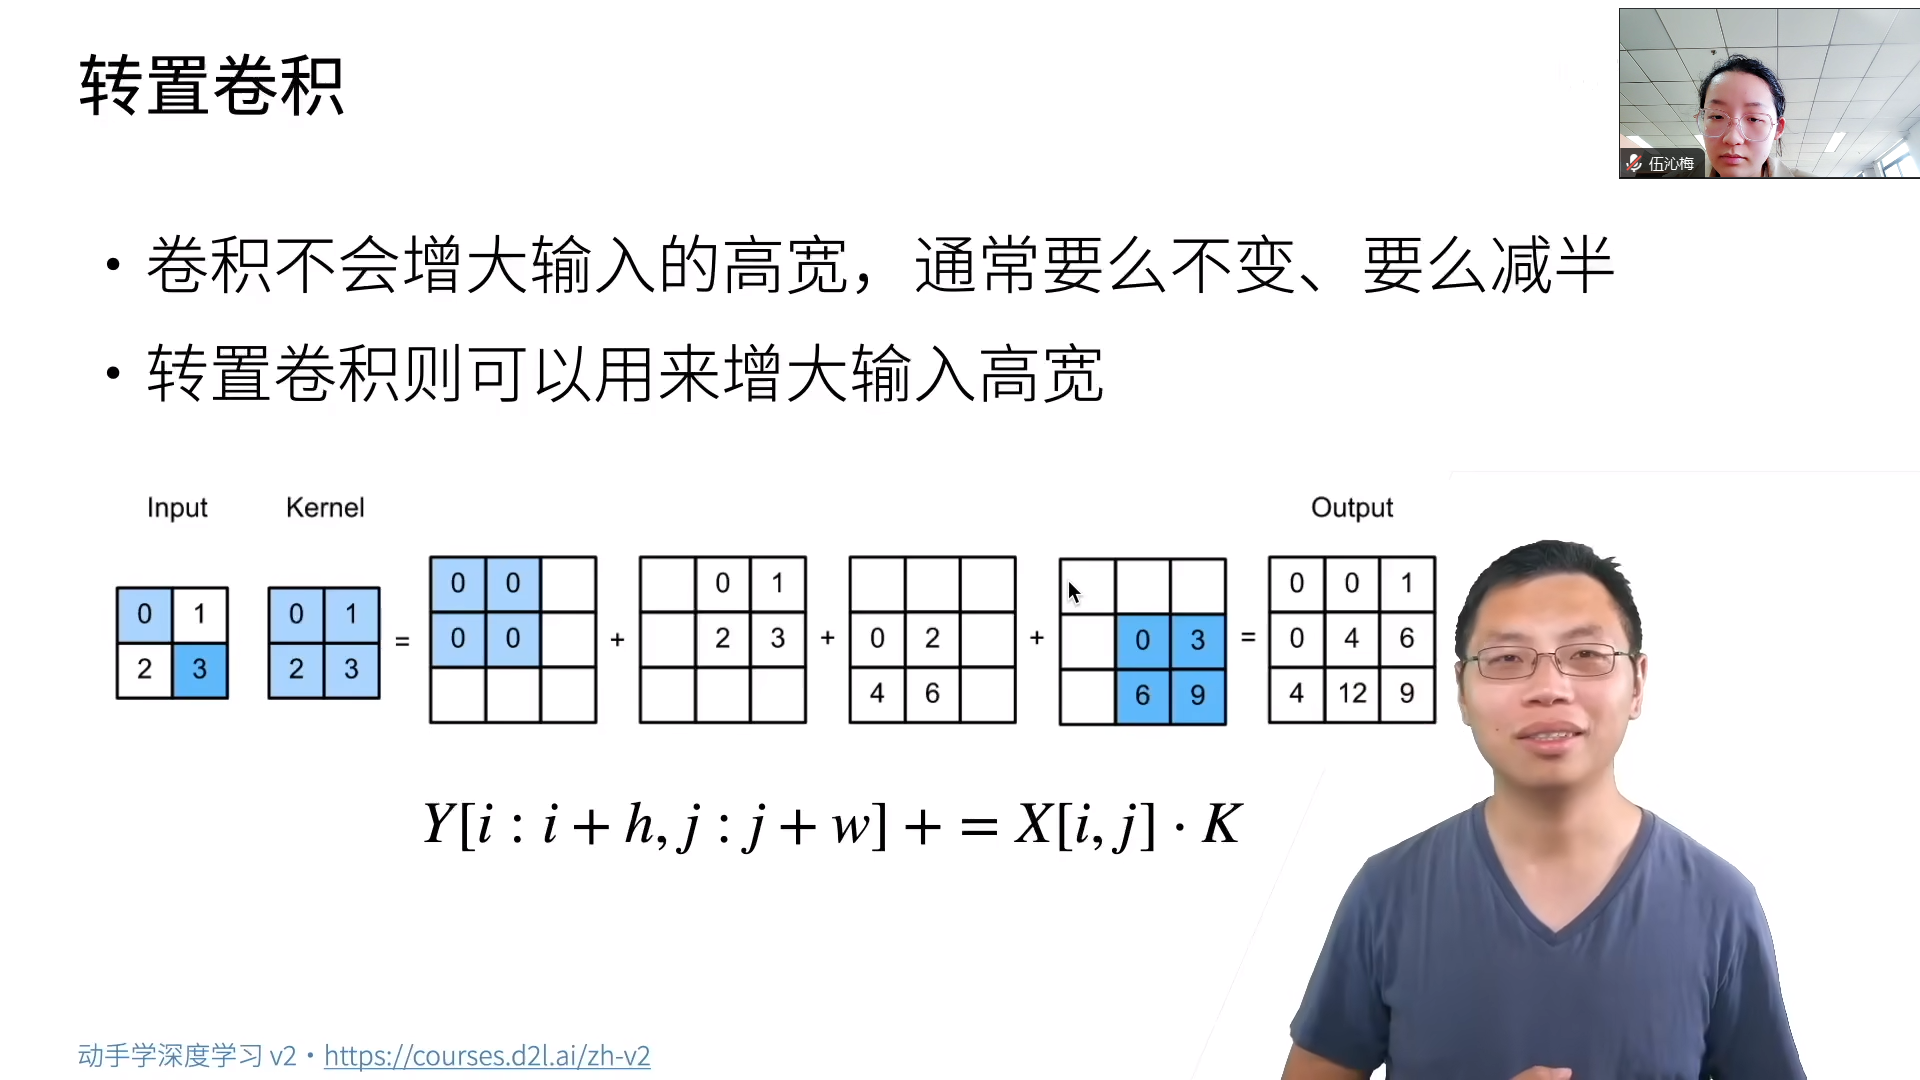 转置卷积
伍沁梅
• 卷积不会增大输入的高宽，通常要么不变、要么减半
• 转置卷积则可以用来增大输入高宽
Input Kernel Output
0 0 0 1 0 0 1
0 1 0 1 = 0 0 + 2 3 + 0 2 + 0 3 = 0 4 6
2 3 2 3 4 6 6 9 4 12 9
Y[i : i + h, j : j + w] + = X[i, j] · K
动手学深度学习 v2 • https://courses.d2l.ai/zh-v2